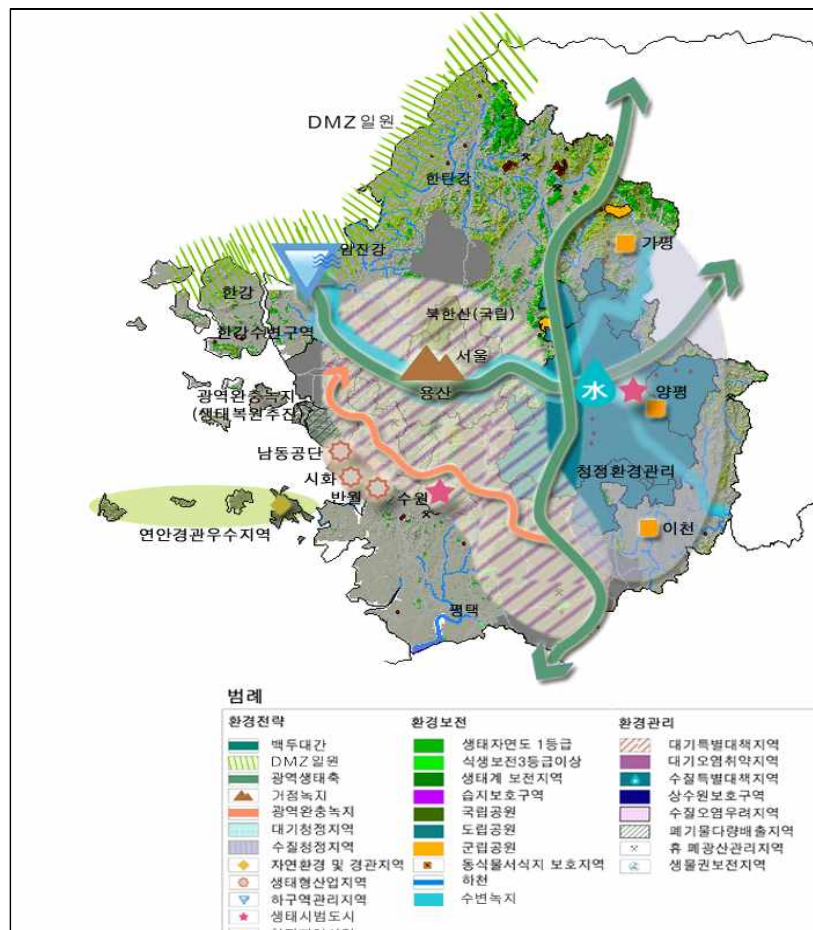 DMZ일원
한탄강
임진강
가평
한강
북한산(국립)
한강수변구역
서울
용산
水
양평
광역완충녹지
(생태복원추진)
남동공단
청정환경관리
시화
반월
수원
이천
연안경관우수지역
평택
범례
환경전략
백두대간
DMZ일원
광역생태축
거점녹지
광역완충녹지
대기청정지역
수질청정지역
자연환경 및 경관지역
생태형산업지역
하구역관리지역
생태시범도시
환경보전
생태자연도 1등급
식생보전3등급이상
생태계 보전지역
습지보호구역
국립공원
도립공원
군립공원
동식물서식지 보호지역
하천
수변녹지
환경관리
대기특별대책지역
대기오염취약지역
수질특별대책지역
상수원보호구역
수질오염우려지역
폐기물다량배출지역
휴 폐광산관리지역
생물권보전지역